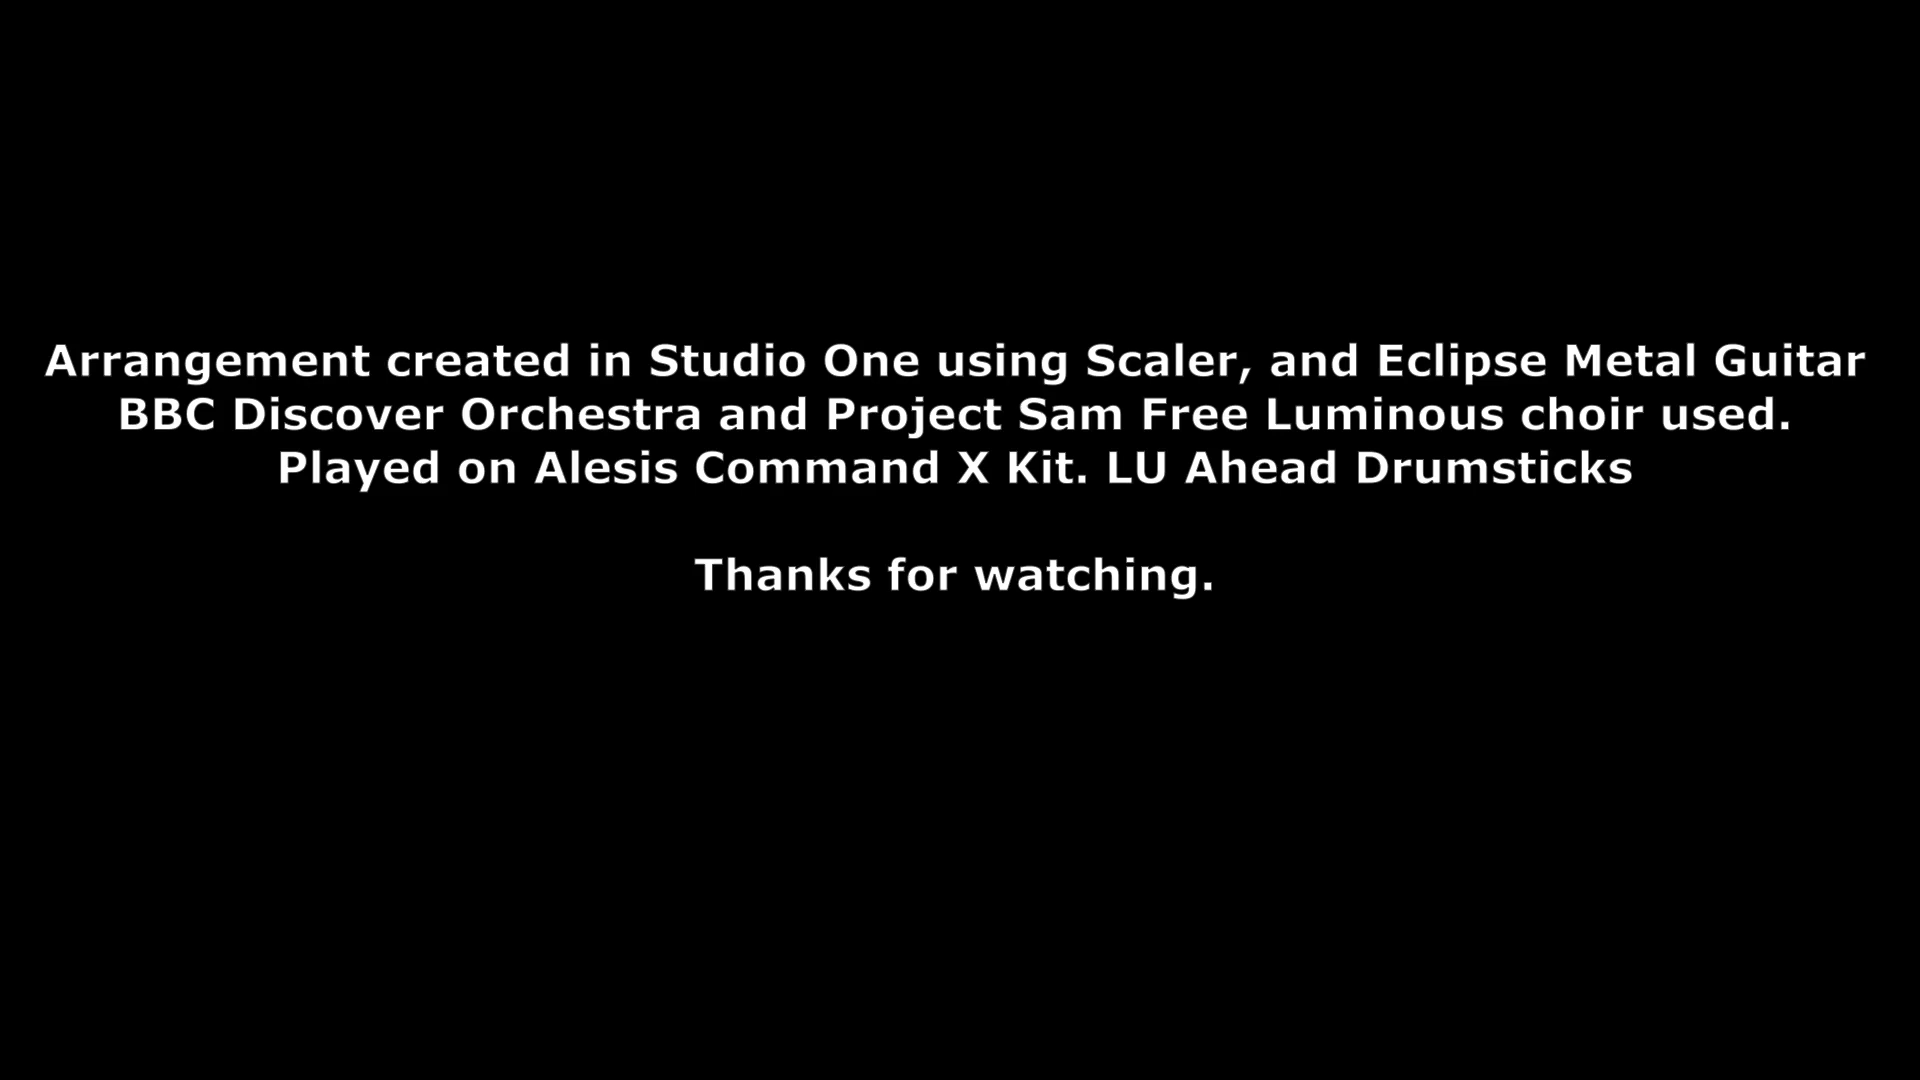 Arrangement created in Studio One using Scaler, and Eclipse Metal Guitar
BBC Discover Orchestra and Project Sam Free Luminous choir used.
Played on Alesis Command X Kit. LU Ahead Drumsticks
Thanks for watching.